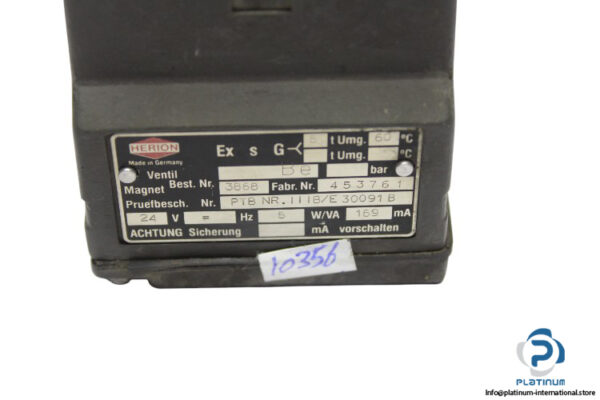 HERION
Made in Germany
Ex s G 5 t Umg. 60 °C
t Umg. °C
Ventil Be bar
Magnet Best. Nr. 3868 Fabr. Nr. 453761
Pruefbesch. Nr. PTB NR. III B/E 30091 B
24 V = Hz 5 W/VA 169 mA
ACHTUNG Sicherung mA vorschalten
10356
PLATINUM
Info@platinum-international.store